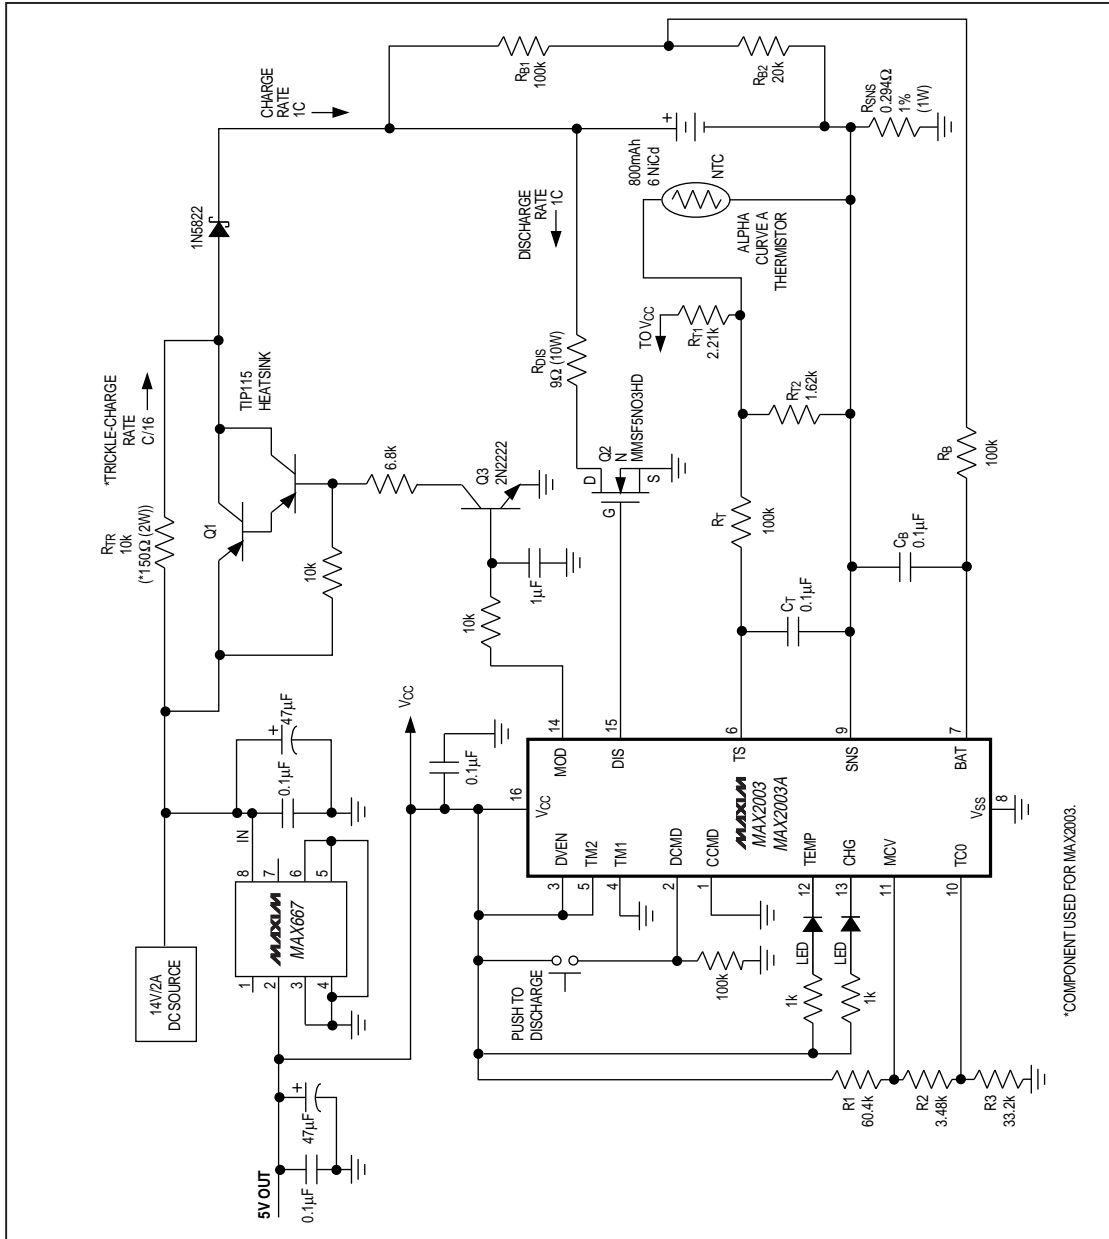 14V/2A
DC SOURCE
5V OUT
0.1µF
47µF
+
MAXIM
MAX667
1
2
3
4
5
6
7
8
IN
0.1µF
47µF
+
RTR
10k
(*150Ω (2W))
*TRICKLE-CHARGE
RATE
C/16
Q1
TIP115
HEATSINK
10k
1N5822
CHARGE
RATE
1C
6.8k
Q3
2N2222
10k
1µF
VCC
0.1µF
DISCHARGE
RATE
1C
RDIS
9Ω (10W)
D
G
S
Q2
N
MMSF5NO3HD
RB1
100k
RB2
20k
800mAh
6 NiCd
+
RSNS
0.294Ω
1%
(1W)
NTC
ALPHA
CURVE A
THERMISTOR
TO VCC
RT1
2.21k
RT2
1.62k
RT
100k
CT
0.1µF
CB
0.1µF
RB
100k
14
MOD
15
DIS
6
TS
9
SNS
7
BAT
16
VCC
MAXIM
MAX2003
MAX2003A
VSS
8
3
DVEN
5
TM2
4
TM1
2
DCMD
1
CCMD
12
TEMP
13
CHG
11
MCV
10
TC0
PUSH TO
DISCHARGE
100k
LED
1k
LED
1k
R1
60.4k
R2
3.48k
R3
33.2k
*COMPONENT USED FOR MAX2003.